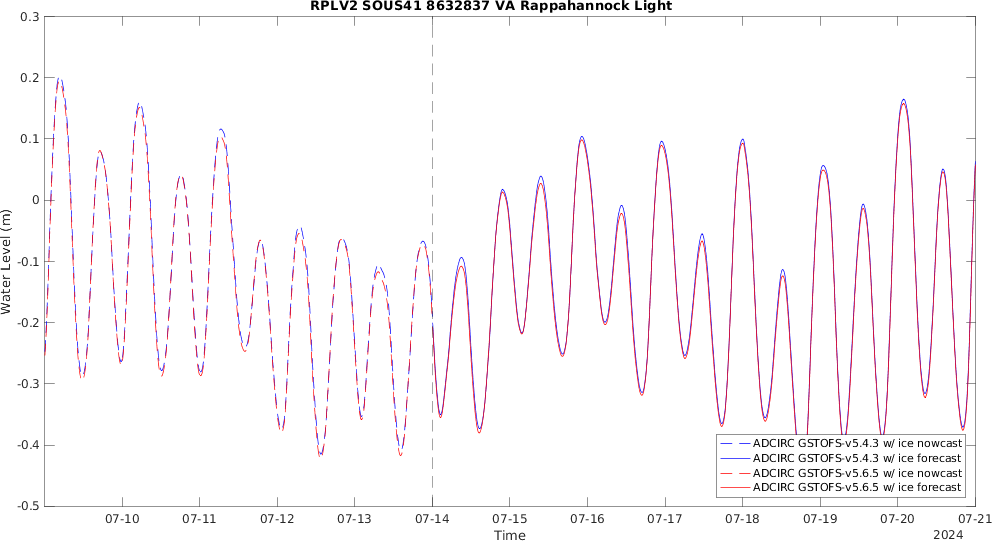 RPLV2 SOUS41 8632837 VA Rappahannock Light
0.3
0.2
0.1
0
-0.1
-0.2
-0.3
-0.4
-0.5
Water Level (m)
ADCIRC GSTOFS-v5.4.3 w/ ice nowcast
ADCIRC GSTOFS-v5.4.3 w/ ice forecast
ADCIRC GSTOFS-v5.6.5 w/ ice nowcast
ADCIRC GSTOFS-v5.6.5 w/ ice forecast
07-10 07-11 07-12 07-13 07-14 07-15 07-16 07-17 07-18 07-19 07-20 07-21
Time
2024